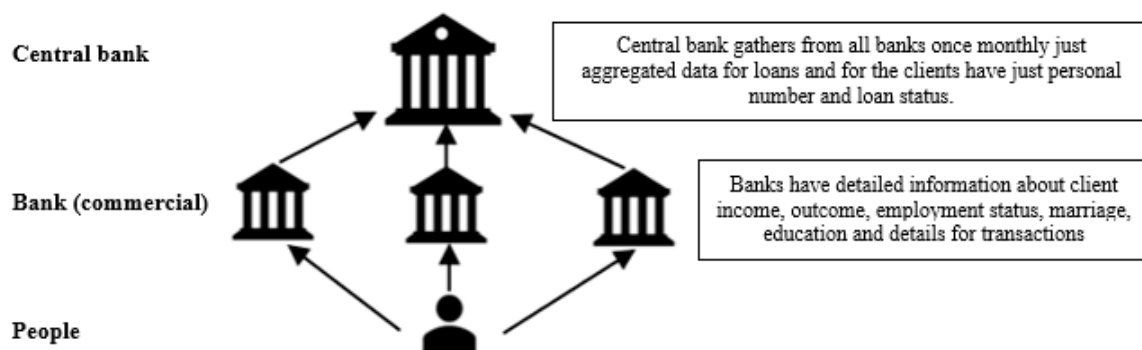 Central bank
Central bank gathers from all banks once monthly just
aggregated data for loans and for the clients have just personal
number and loan status.
Bank (commercial)
Banks have detailed information about client
income, outcome, employment status, marriage,
education and details for transactions
People